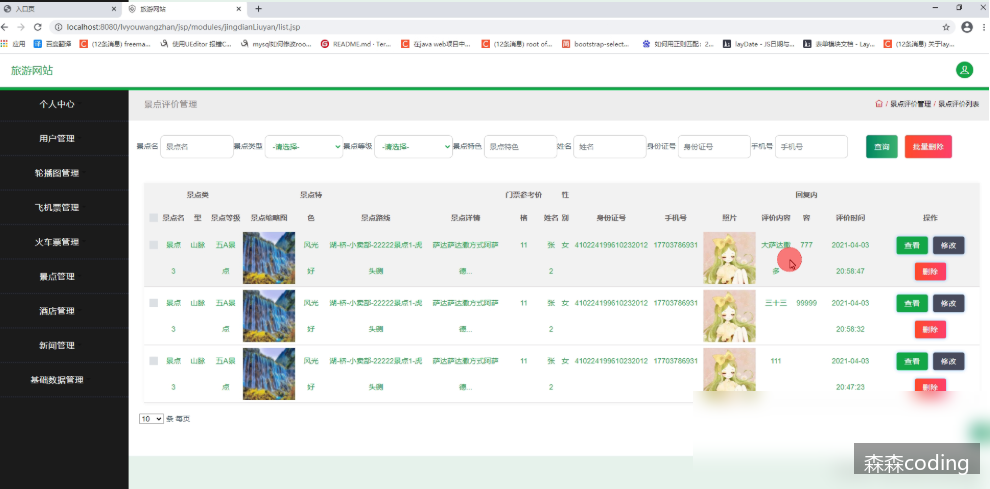 入口页
旅游网站
localhost:8080/lvyouwangzhan/jsp/modules/jingdianLiuyan/list.jsp
应用
百度翻译
(12条消息) freema...
使用UEditor 报错C...
mysql如何修改roo...
README.md · Ter...
在java web项目中...
(12条消息) root of...
bootstrap-select...
如何用正则匹配: 2...
layDate - JS日期与...
表单模块文档 - Lay...
(12条消息) 关于lay...
旅游网站
个人中心
用户管理
轮播图管理
飞机票管理
火车票管理
景点管理
酒店管理
新闻管理
基础数据管理
景点评价管理
/ 景点评价管理 / 景点评价列表
景点名 景点名 景点类型 -请选择- 景点等级 -请选择- 景点特色 景点特色 姓名 姓名 身份证号 身份证号 手机号 手机号 查询 批量删除
景点名 景点类型 景点等级 景点缩略图 景点特色 景点路线 景点详情 门票参考价格 姓名 性别 身份证号 手机号 照片 评价内容 回复内容 评价时间 操作
景点 山脉 五A景 风光 湖-桥-小卖部-22222景点1-虎 萨达萨达撒方式阿萨 11 张 女 410224199610232012 17703786931 大萨达撒 777 2021-04-03 查看 修改
3 点 好 头阙 德... 2 多 20:58:47 删除
景点 山脉 五A景 风光 湖-桥-小卖部-22222景点1-虎 萨达萨达撒方式阿萨 11 张 女 410224199610232012 17703786931 三十三 99999 2021-04-03 查看 修改
3 点 好 头阙 德... 2 20:58:32 删除
景点 山脉 五A景 风光 湖-桥-小卖部-22222景点1-虎 萨达萨达撒方式阿萨 11 张 女 410224199610232012 17703786931 111 2021-04-03 查看 修改
3 点 好 头阙 德... 2 20:47:23 删除
10 条 每页
森森coding